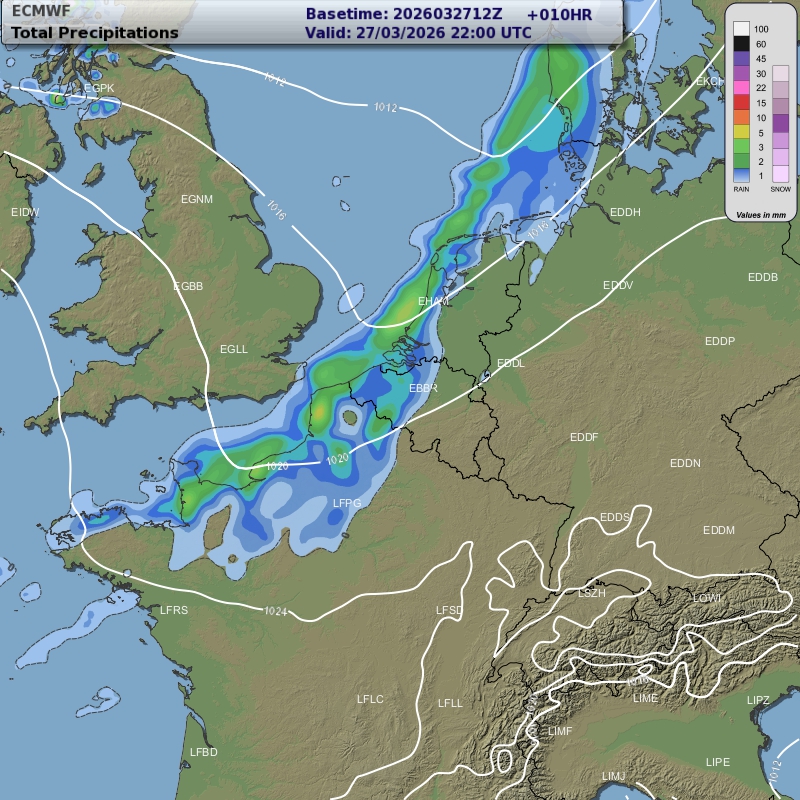 ECMWF
Basetime: 2026032712Z +010HR
Total Precipitations
Valid: 27/03/2026 22:00 UTC
100
60
45
30
22
15
10
5
3
2
1
RAIN SNOW
Values in mm
1012
1012
EGPK
EKCH
EGNM
EIDW
1016
EDDH
1016
EGBB
EDDV
EDDB
EHAM
EGLL
EDDP
EDDL
EBBR
EDDF
1020
1020
EDDN
LFPG
EDDS
EDDM
LFRS
1024
LFSD
LSZH
LOWI
LFLC
LFLL
LIME
LIPZ
LIMF
LFBD
LIPE
LIMJ
1012